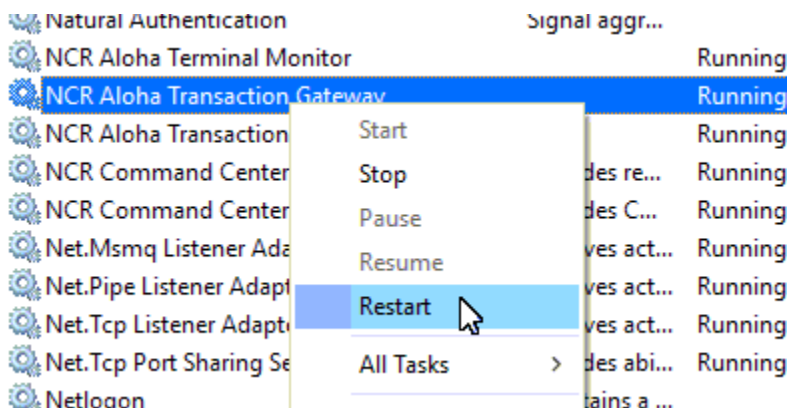 Natural Authentication Signal aggr...
NCR Aloha Terminal Monitor Running
NCR Aloha Transaction Gateway Running
NCR Aloha Transaction Running
NCR Command Center des re... Running
NCR Command Center des C... Running
Net.Msmq Listener Ada ves act... Running
Net.Pipe Listener Adapt ves act... Running
Net.Tcp Listener Adapte ves act... Running
Net.Tcp Port Sharing Se des abi... Running
Netlogon tains a ...
Start
Stop
Pause
Resume
Restart
All Tasks >